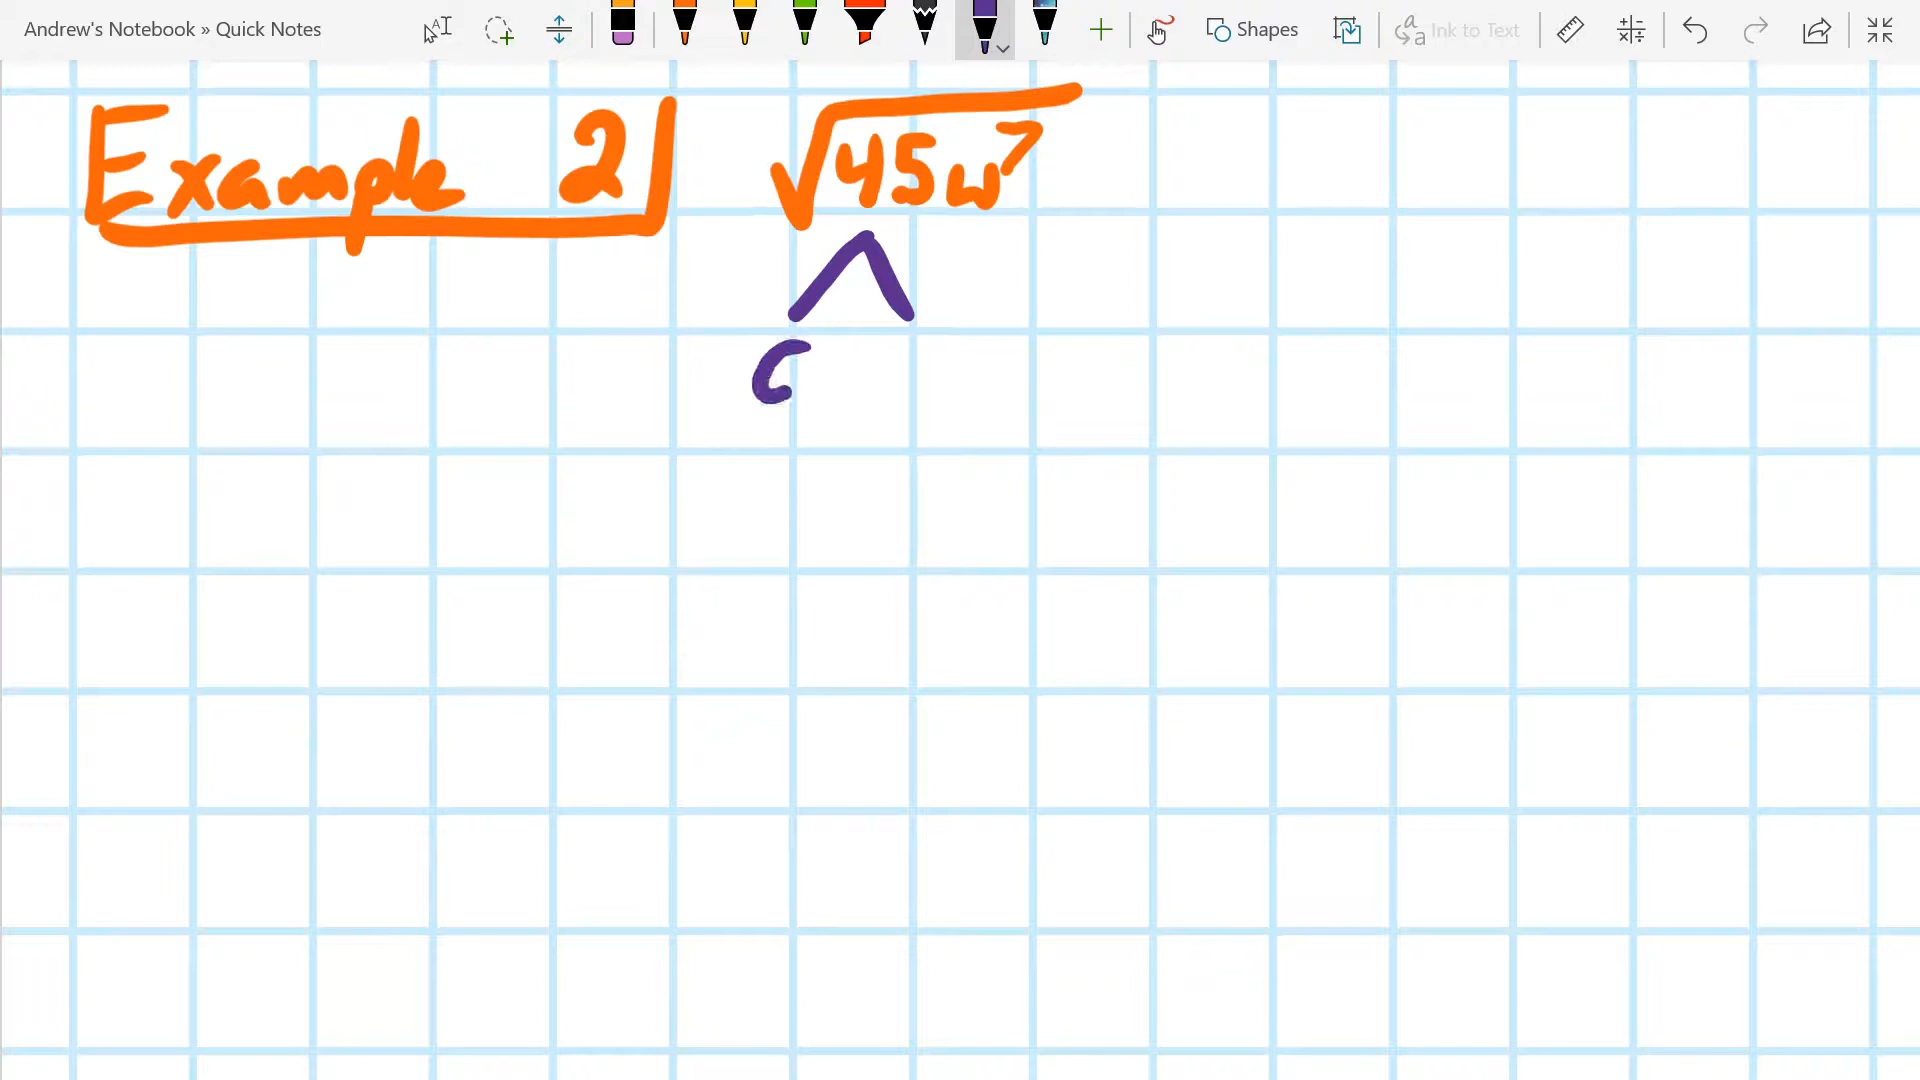 Andrew's Notebook » Quick Notes
Shapes
Ink to Text
Example 2 √45w⁷